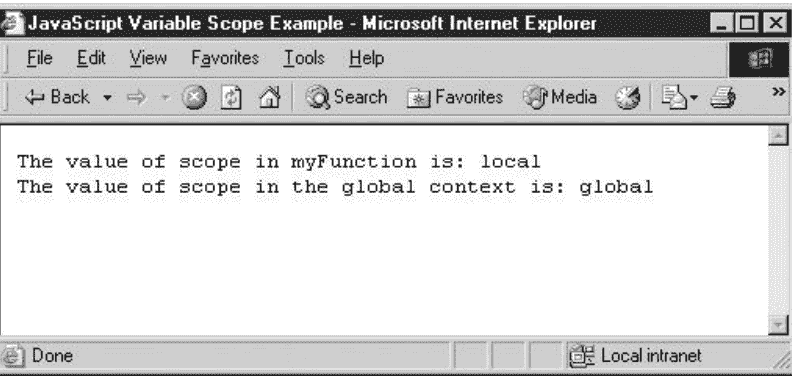 JavaScript Variable Scope Example - Microsoft Internet Explorer
File Edit View Favorites Tools Help
Back Search Favorites Media »
The value of scope in myFunction is: local
The value of scope in the global context is: global
Done Local intranet